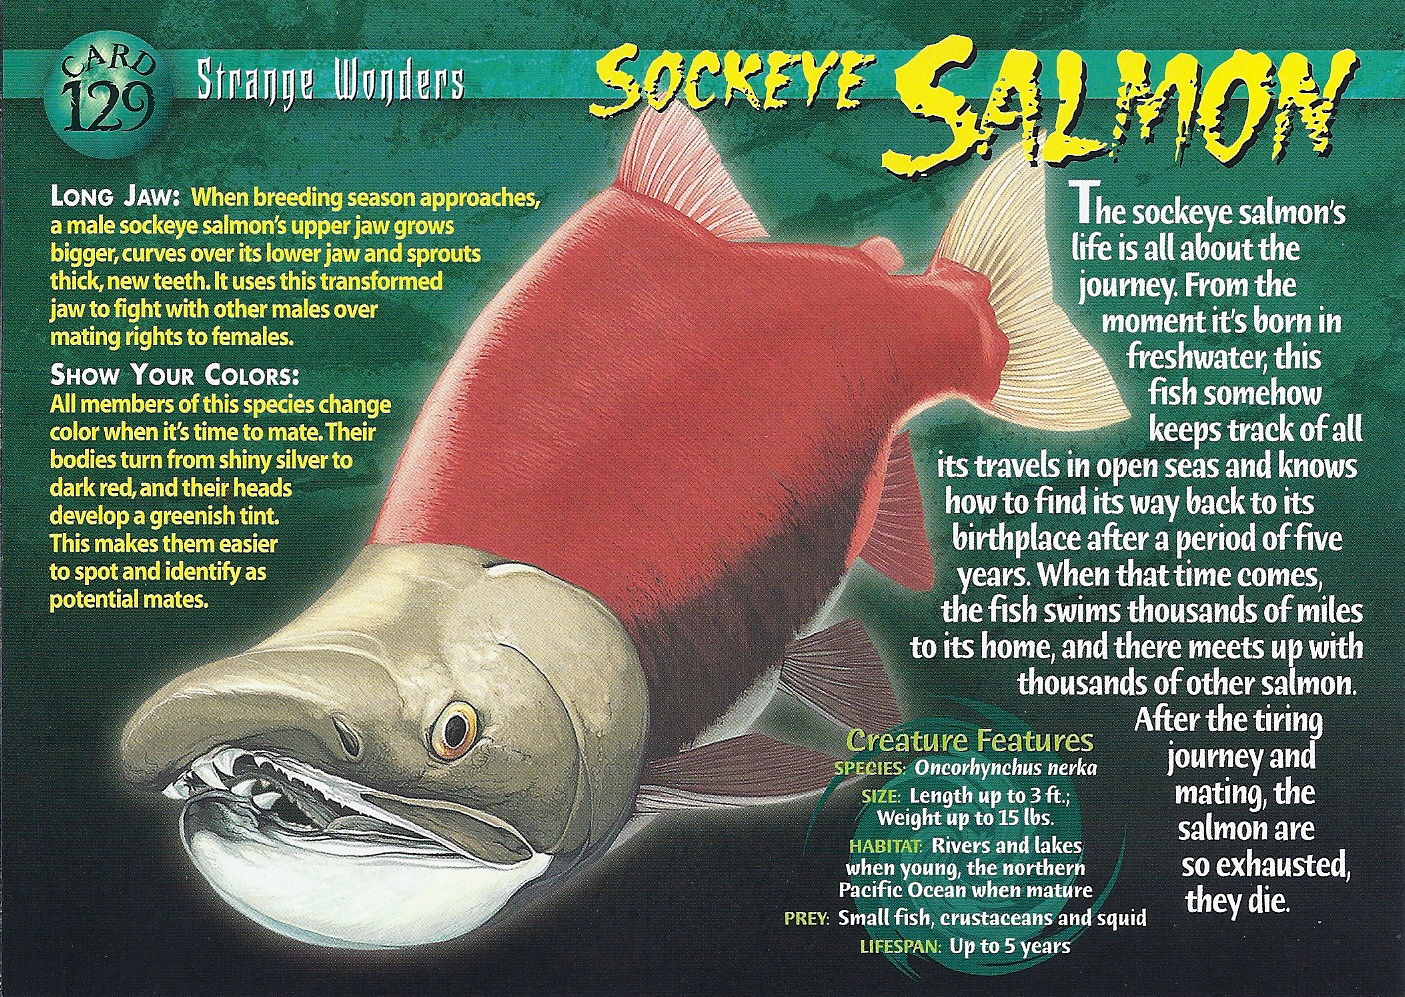 CARD
129
Strange Wonders
SOCKEYE SALMON
LONG JAW: When breeding season approaches,
a male sockeye salmon's upper jaw grows
bigger, curves over its lower jaw and sprouts
thick, new teeth. It uses this transformed
jaw to fight with other males over
mating rights to females.
SHOW YOUR COLORS:
All members of this species change
color when it's time to mate. Their
bodies turn from shiny silver to
dark red, and their heads
develop a greenish tint.
This makes them easier
to spot and identify as
potential mates.
The sockeye salmon's
life is all about the
journey. From the
moment it's born in
freshwater, this
fish somehow
keeps track of all
its travels in open seas and knows
how to find its way back to its
birthplace after a period of five
years. When that time comes,
the fish swims thousands of miles
to its home, and there meets up with
thousands of other salmon.
After the tiring
journey and
mating, the
salmon are
so exhausted,
they die.
Creature Features
SPECIES: Oncorhynchus nerka
SIZE: Length up to 3 ft.;
Weight up to 15 lbs.
HABITAT: Rivers and lakes
when young, the northern
Pacific Ocean when mature
PREY: Small fish, crustaceans and squid
LIFESPAN: Up to 5 years